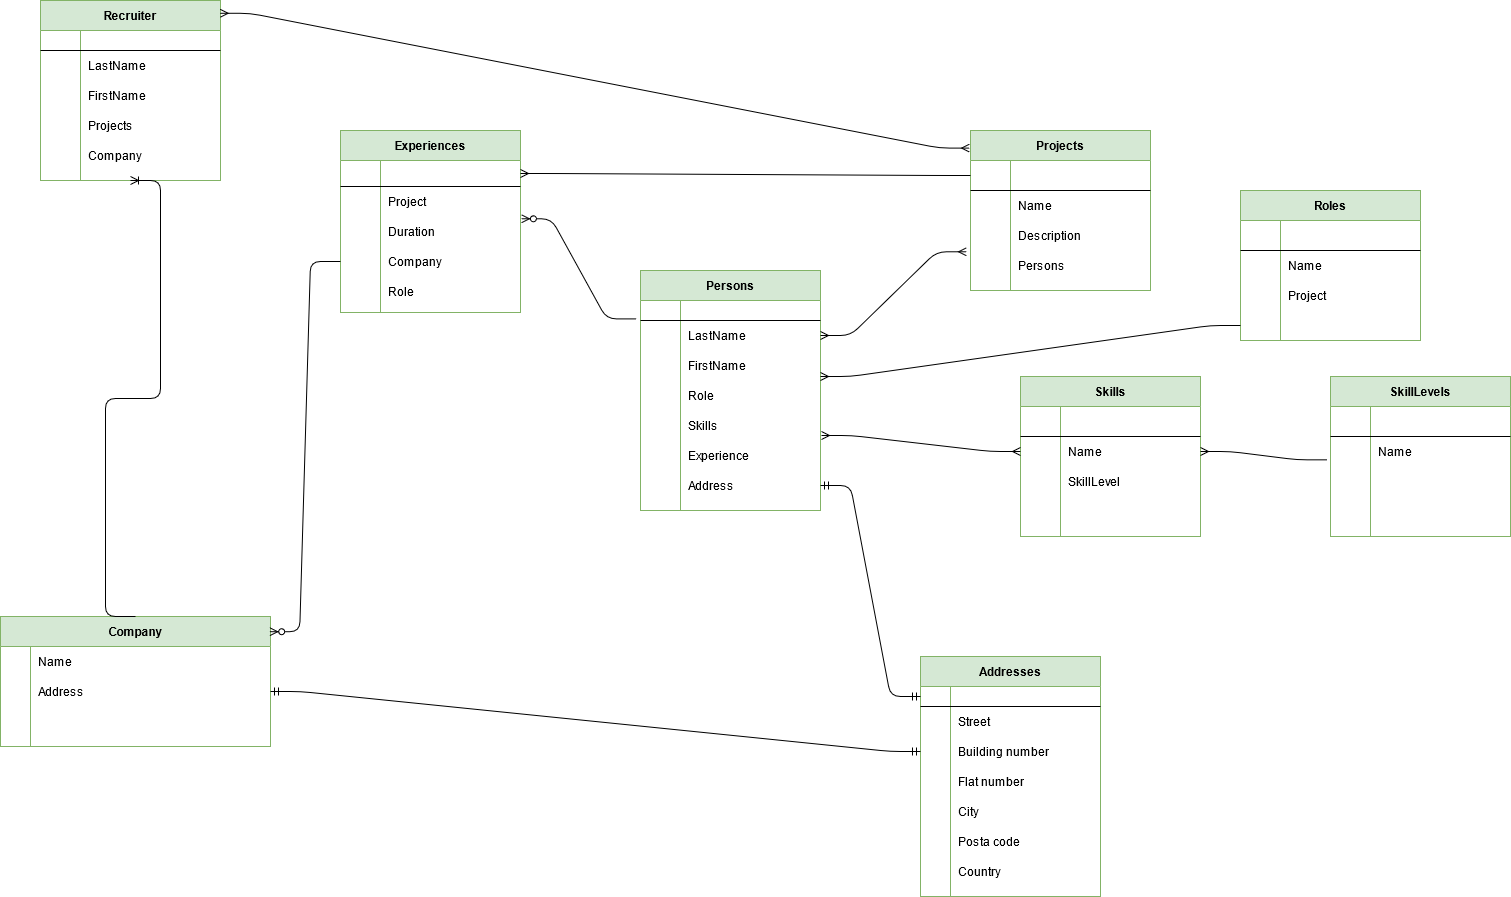 Recruiter
LastName
FirstName
Projects
Company
Experiences
Project
Duration
Company
Role
Projects
Name
Description
Persons
Roles
Name
Project
Persons
LastName
FirstName
Role
Skills
Experience
Address
Skills
Name
SkillLevel
SkillLevels
Name
Company
Name
Address
Addresses
Street
Building number
Flat number
City
Posta code
Country